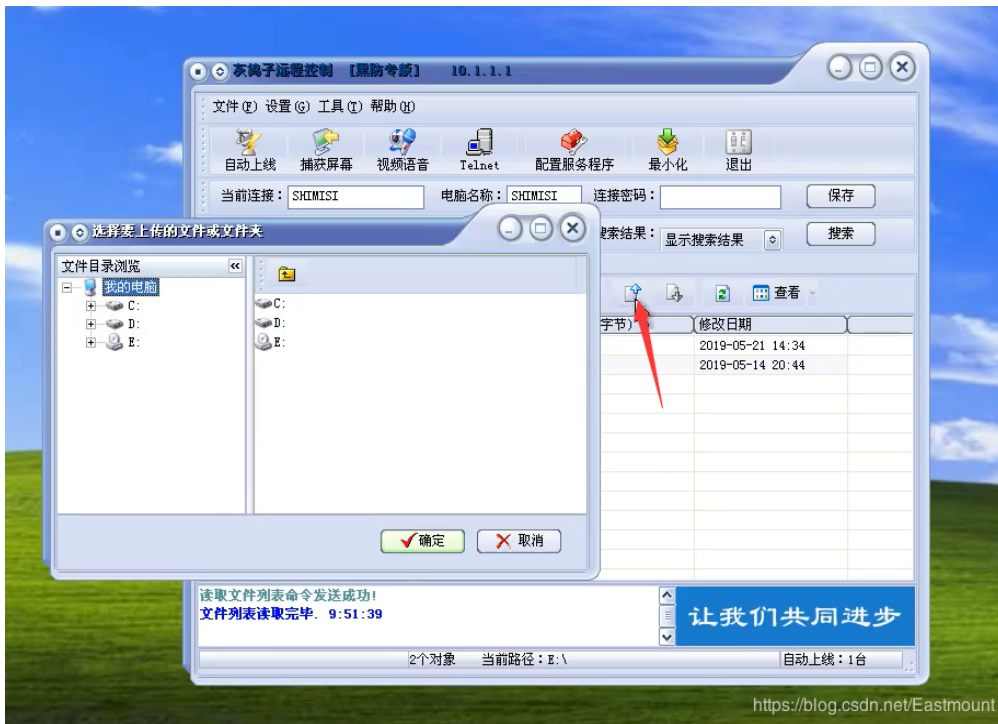 灰鸽子远程控制 [黑防专版] 10.1.1.1
文件(F) 设置(G) 工具(T) 帮助(H)
自动上线 捕获屏幕 视频语音 Telnet 配置服务程序 最小化 退出
当前连接: SHIMISI 电脑名称: SHIMISI 连接密码: 保存
搜索结果: 显示搜索结果 搜索
选择要上传的文件或文件夹
文件目录浏览 «
我的电脑
C:
D:
E:
C:
D:
E:
确定 取消
查看
字节) 修改日期
2019-05-21 14:34
2019-05-14 20:44
读取文件列表命令发送成功!
文件列表读取完毕. 9:51:39
让我们共同进步
2个对象 当前路径:E:\ 自动上线:1台
https://blog.csdn.net/Eastmount